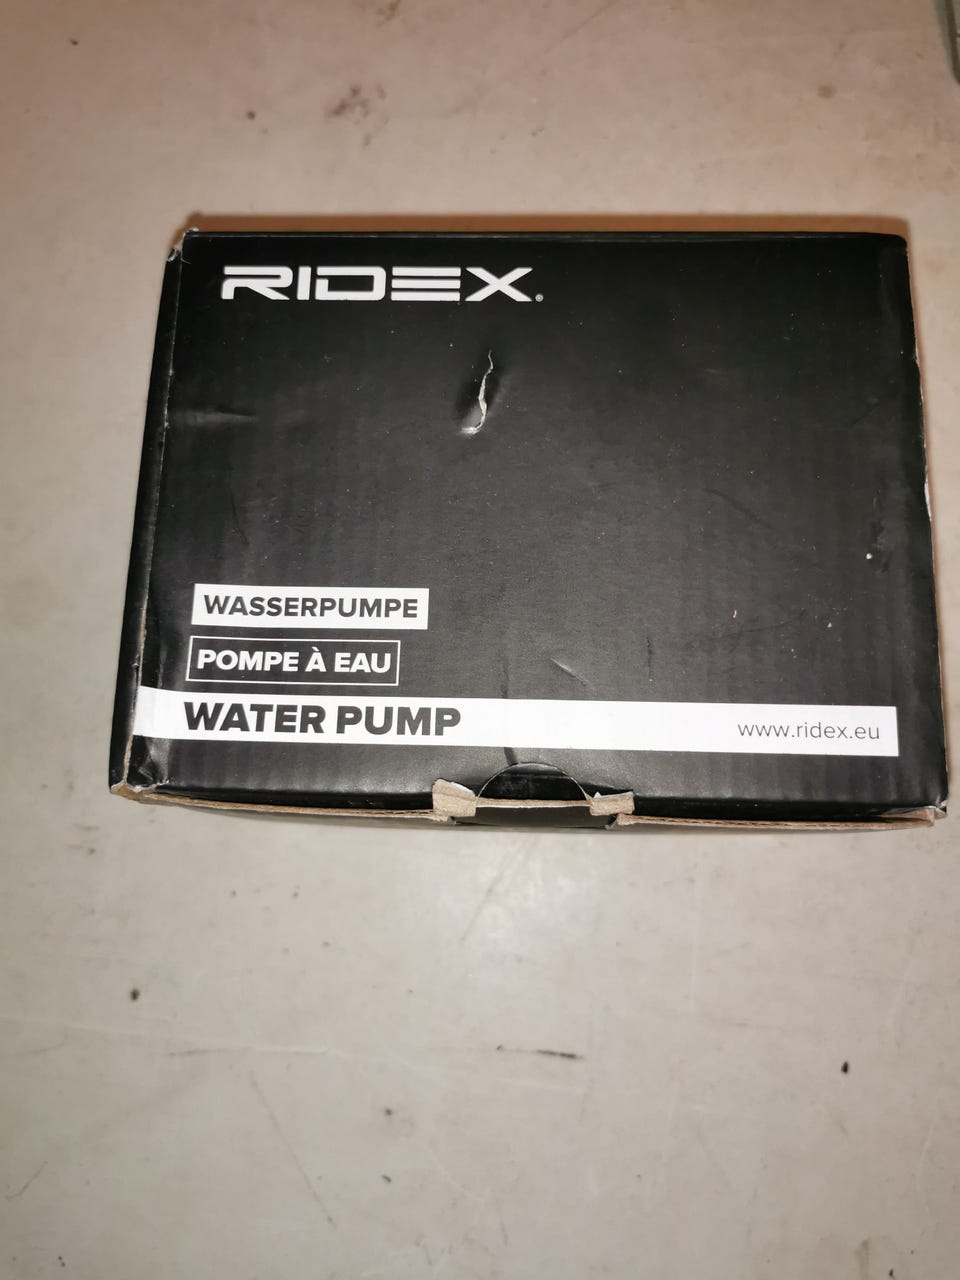 RIDEX®
WASSERPUMPE
POMPE À EAU
WATER PUMP
www.ridex.eu